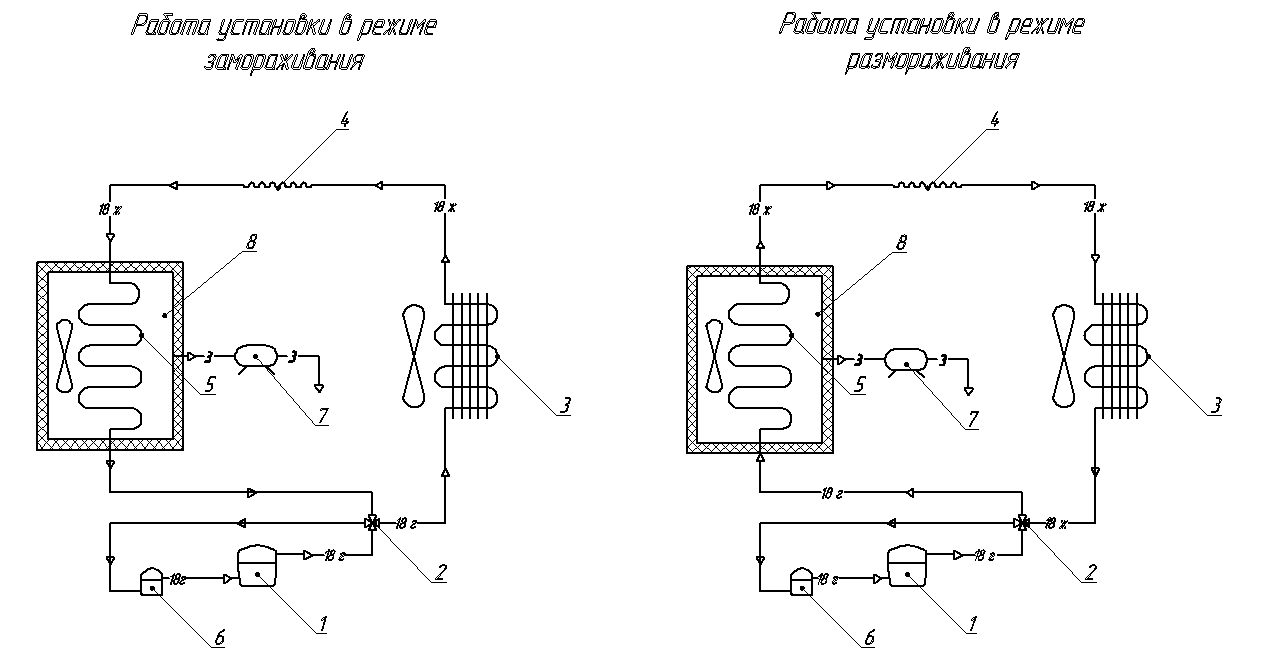 Работа установки в режиме
замораживания
Работа установки в режиме
размораживания
4
18 ж
18 ж
8
3
3
5
7
3
18 г
18 г
18г
2
6
1
4
18 ж
18 ж
8
3
3
5
7
3
18 г
18 ж
18 г
18 г
2
6
1